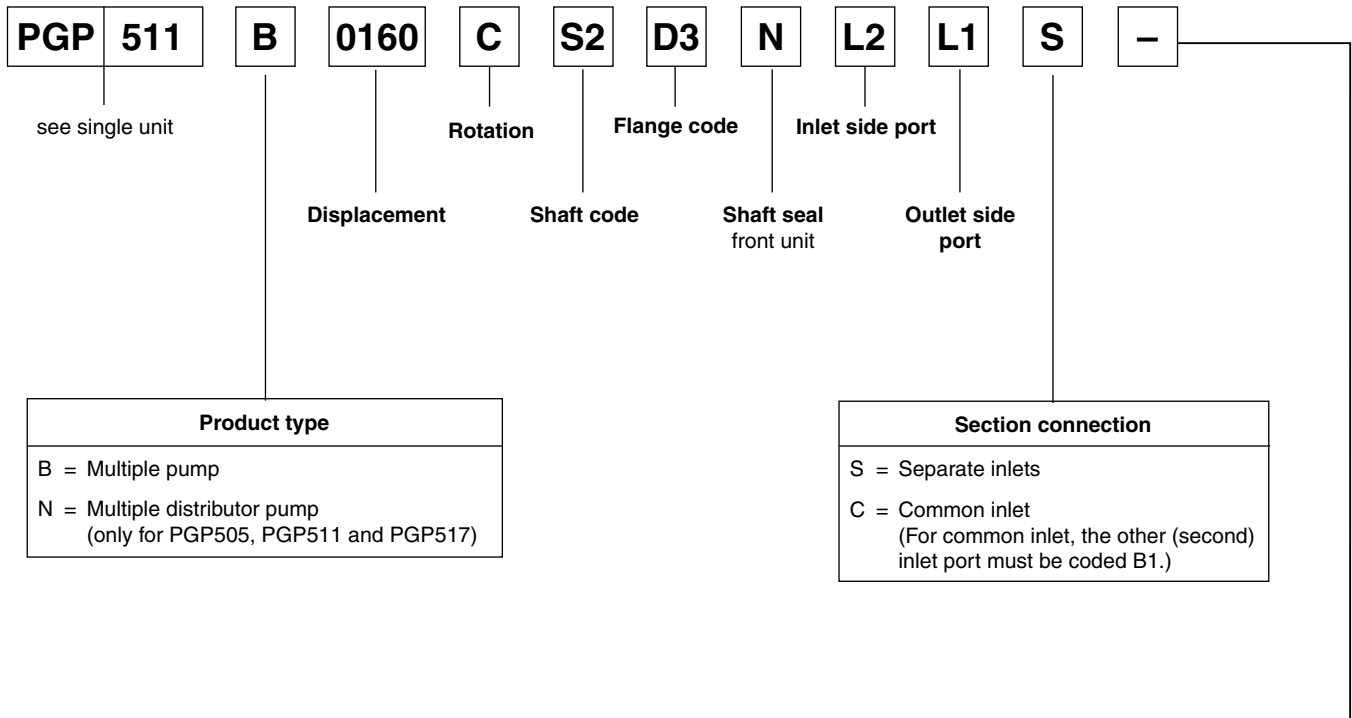 PGP 511 B 0160 C S2 D3 N L2 L1 S –
see single unit
Rotation
Flange code
Inlet side port
Displacement
Shaft code
Shaft seal
front unit
Outlet side
port
Product type
B = Multiple pump
N = Multiple distributor pump
(only for PGP505, PGP511 and PGP517)
Section connection
S = Separate inlets
C = Common inlet
(For common inlet, the other (second)
inlet port must be coded B1.)